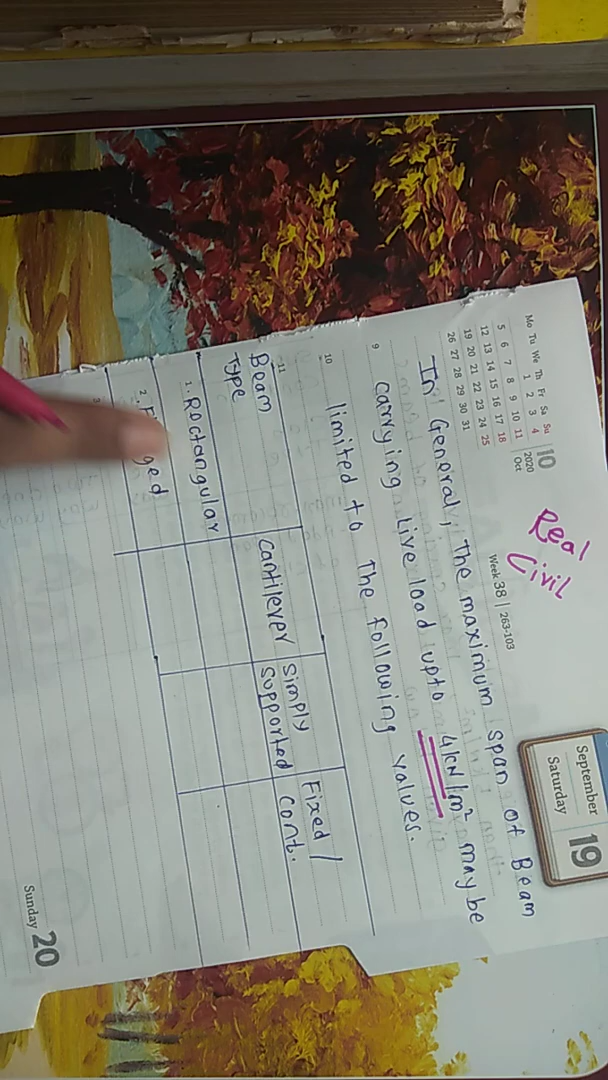 September
Saturday
19
Real
Civil
Week 38 | 263-103
10
2020
Oct
Mo Tu We Th Fr Sa Su
1 2 3 4
5 6 7 8 9 10 11
12 13 14 15 16 17 18
19 20 21 22 23 24 25
26 27 28 29 30 31
In General, The maximum span of Beam
9
carrying Live load upto 4kN/m2 may be
limited to The following values.
10
11
Beam Type
Cantilever
Simply Supported
Fixed/ Cont.
1. Rectangular
2.
Sunday 20